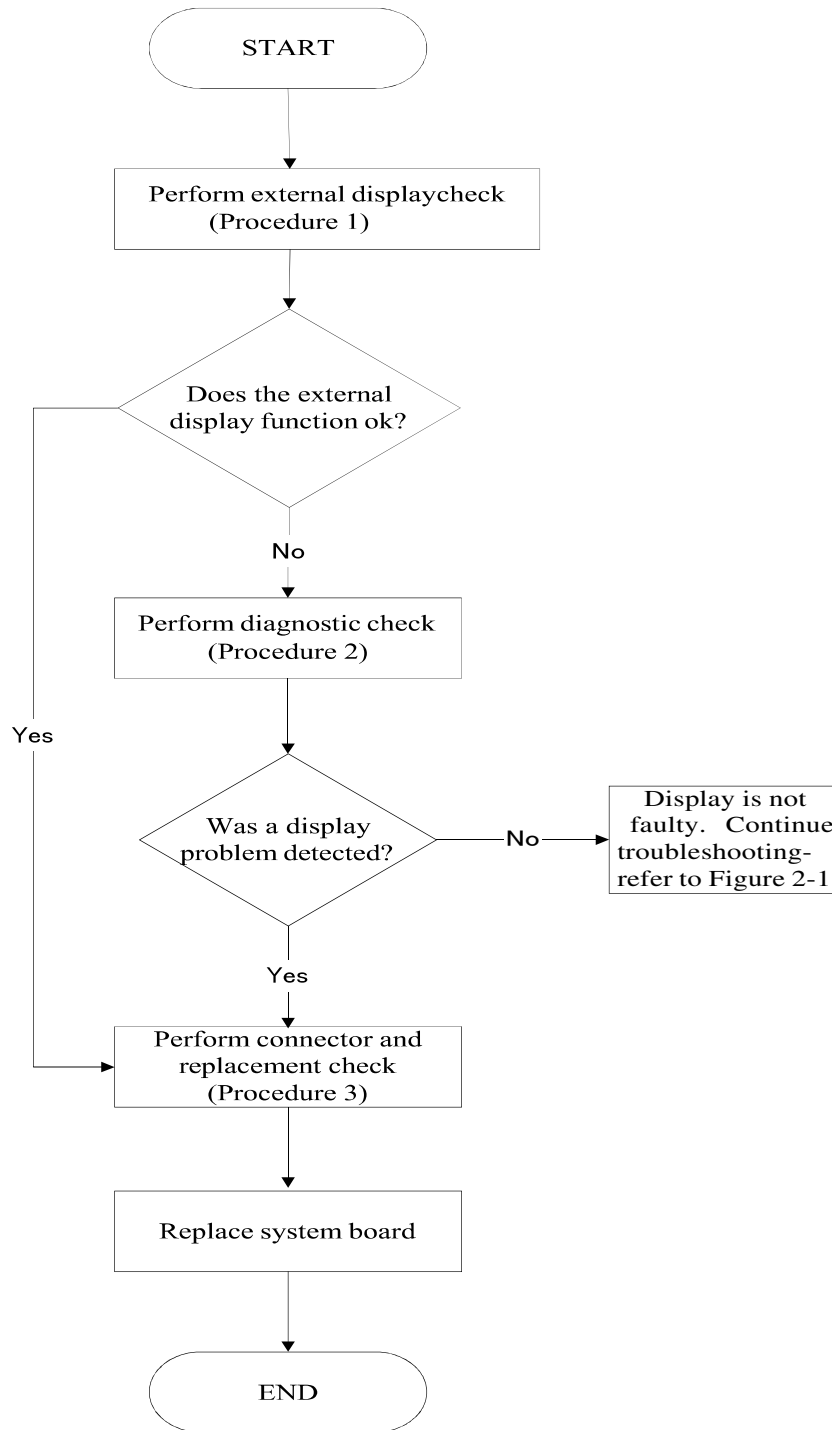 START
Perform external displaycheck
(Procedure 1)
Does the external
display function ok?
No
Perform diagnostic check
(Procedure 2)
Yes
Was a display
problem detected?
No
Display is not
faulty. Continue
troubleshooting-
refer to Figure 2-1
Yes
Perform connector and
replacement check
(Procedure 3)
Replace system board
END